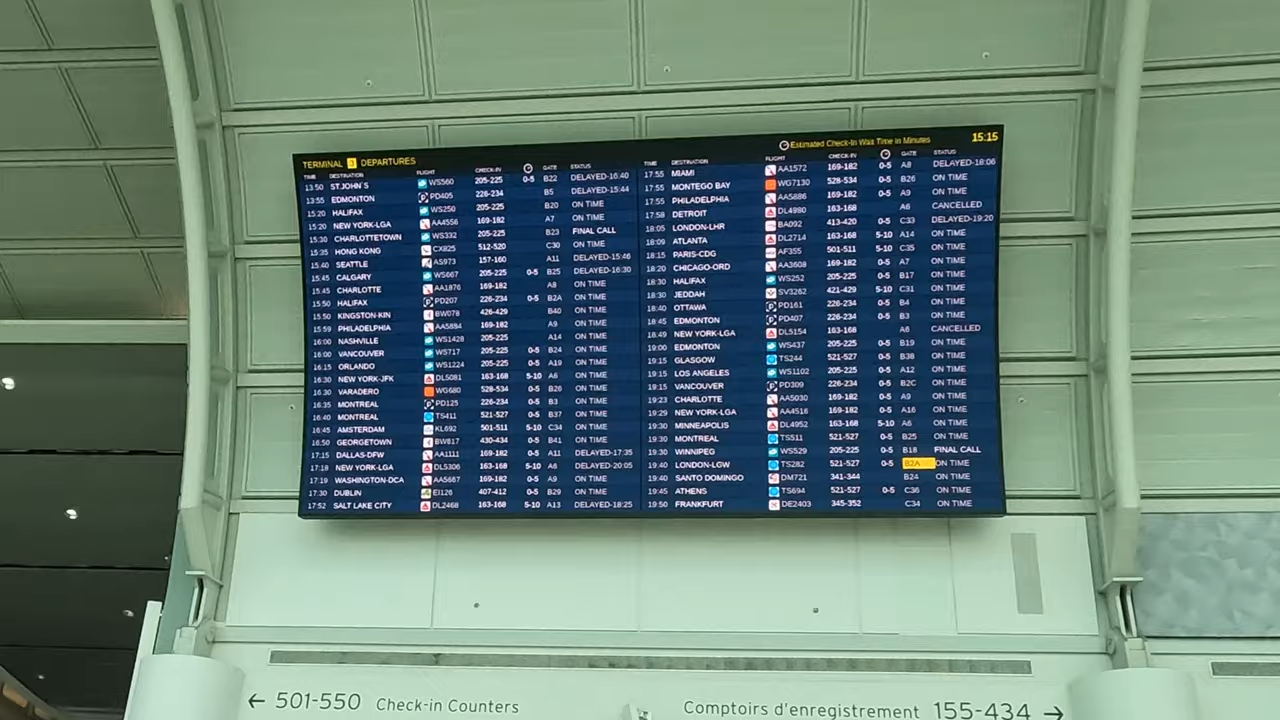 TERMINAL 3 DEPARTURES
TIME DESTINATION FLIGHT CHECK-IN GATE STATUS
13:50 ST.JOHN'S WS560 205-225 0-5 B22 DELAYED-16:40
13:55 EDMONTON PD405 226-234 B5 DELAYED-15:44
15:20 HALIFAX WS250 205-225 B20 ON TIME
15:20 NEW YORK-LGA AA4556 169-182 A7 ON TIME
15:30 CHARLOTTETOWN WS332 205-225 B23 FINAL CALL
15:35 HONG KONG CX825 512-520 C30 ON TIME
15:40 SEATTLE AS973 157-160 A11 DELAYED-15:46
15:45 CALGARY WS667 205-225 0-5 B25 DELAYED-16:30
15:45 CHARLOTTE AA1876 169-182 A8 ON TIME
15:50 HALIFAX PD207 226-234 0-5 B2A ON TIME
15:50 KINGSTON-KIN BW078 426-429 B40 ON TIME
15:59 PHILADELPHIA AA5884 169-182 A9 ON TIME
16:00 NASHVILLE WS1428 205-225 A14 ON TIME
16:00 VANCOUVER WS717 205-225 0-5 B24 ON TIME
16:15 ORLANDO WS1224 205-225 0-5 A19 ON TIME
16:30 NEW YORK-JFK DL5081 163-168 5-10 A6 ON TIME
16:30 VARADERO WG680 528-534 0-5 B26 ON TIME
16:35 MONTREAL PD125 226-234 0-5 B3 ON TIME
16:40 MONTREAL TS411 521-527 0-5 B37 ON TIME
16:45 AMSTERDAM KL692 501-511 5-10 C34 ON TIME
16:50 GEORGETOWN BW817 430-434 0-5 B41 ON TIME
17:15 DALLAS-DFW AA1111 169-182 0-5 A11 DELAYED-17:35
17:18 NEW YORK-LGA DL5306 163-168 5-10 A6 DELAYED-20:05
17:19 WASHINGTON-DCA AA5667 169-182 0-5 A9 ON TIME
17:30 DUBLIN EI126 407-412 0-5 B29 ON TIME
17:52 SALT LAKE CITY DL2468 163-168 5-10 A13 DELAYED-18:25
Estimated Check-In Wait Time in Minutes 15:15
TIME DESTINATION FLIGHT CHECK-IN GATE STATUS
17:55 MIAMI AA1572 169-182 0-5 A8 DELAYED-18:06
17:55 MONTEGO BAY WG7130 528-534 0-5 B26 ON TIME
17:55 PHILADELPHIA AA5886 169-182 0-5 A9 ON TIME
17:58 DETROIT DL4980 163-168 A6 CANCELLED
18:05 LONDON-LHR BA092 413-420 0-5 C33 DELAYED-19:20
18:09 ATLANTA DL2714 163-168 5-10 A14 ON TIME
18:15 PARIS-CDG AF355 501-511 5-10 C35 ON TIME
18:20 CHICAGO-ORD AA3608 169-182 0-5 A7 ON TIME
18:30 HALIFAX WS252 205-225 0-5 B17 ON TIME
18:30 JEDDAH SV3262 421-429 5-10 C31 ON TIME
18:40 OTTAWA PD161 226-234 0-5 B4 ON TIME
18:45 EDMONTON PD407 226-234 0-5 B3 ON TIME
18:49 NEW YORK-LGA DL5154 163-168 A6 CANCELLED
19:00 EDMONTON WS437 205-225 0-5 B19 ON TIME
19:15 GLASGOW TS244 521-527 0-5 B38 ON TIME
19:15 LOS ANGELES WS1102 205-225 0-5 A12 ON TIME
19:15 VANCOUVER PD309 226-234 0-5 B2C ON TIME
19:23 CHARLOTTE AA5030 169-182 0-5 A9 ON TIME
19:29 NEW YORK-LGA AA4516 169-182 0-5 A16 ON TIME
19:30 MINNEAPOLIS DL4952 163-168 5-10 A6 ON TIME
19:30 MONTREAL TS511 521-527 0-5 B25 ON TIME
19:30 WINNIPEG WS529 205-225 0-5 B18 FINAL CALL
19:40 LONDON-LGW TS282 521-527 0-5 B2A ON TIME
19:40 SANTO DOMINGO DM721 341-344 B24 ON TIME
19:45 ATHENS TS694 521-527 0-5 C36 ON TIME
19:50 FRANKFURT DE2403 345-352 C34 ON TIME
← 501-550 Check-in Counters
Comptoirs d'enregistrement 155-434 →